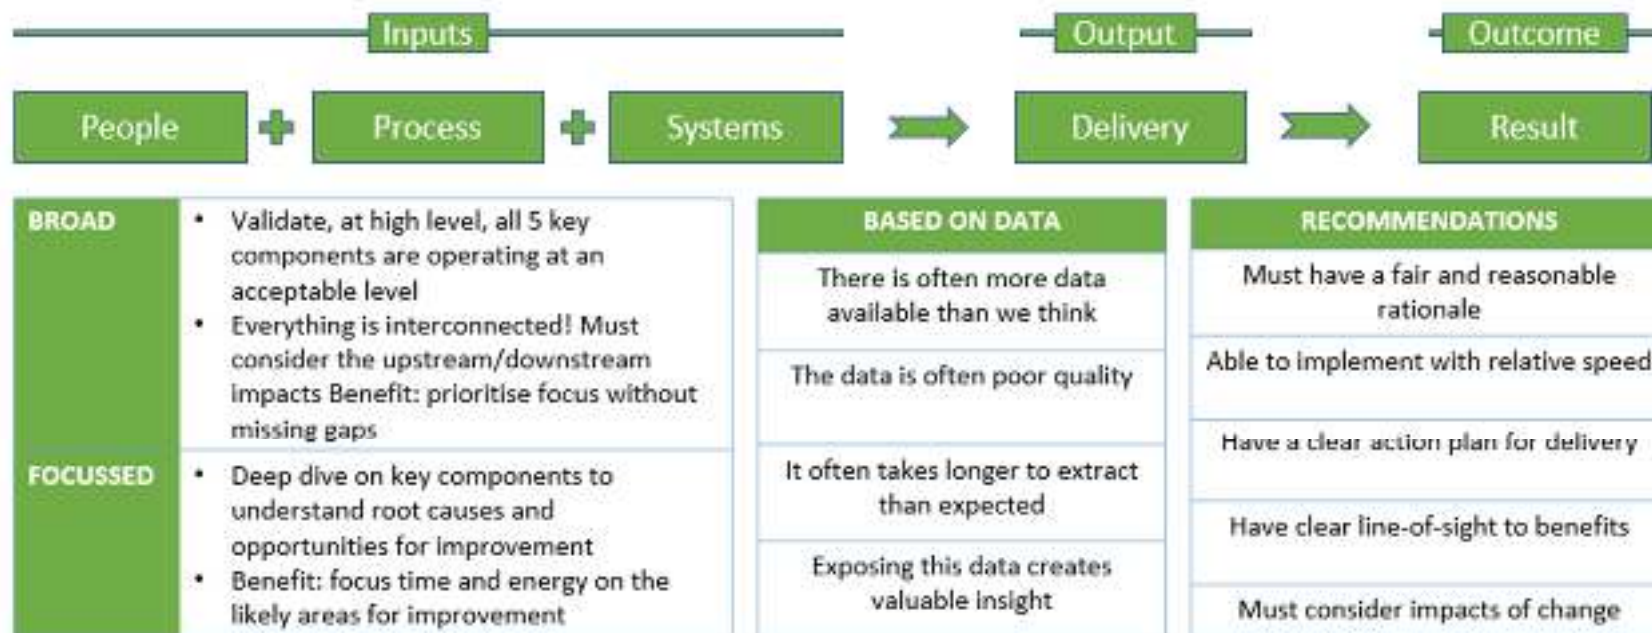 Inputs
Output
Outcome
People
Process
Systems
Delivery
Result
BROAD
• Validate, at high level, all 5 key
components are operating at an
acceptable level
• Everything is interconnected! Must
consider the upstream/downstream
impacts Benefit: prioritise focus without
missing gaps
FOCUSSED
• Deep dive on key components to
understand root causes and
opportunities for improvement
• Benefit: focus time and energy on the
likely areas for improvement
BASED ON DATA
There is often more data
available than we think
The data is often poor quality
It often takes longer to extract
than expected
Exposing this data creates
valuable insight
RECOMMENDATIONS
Must have a fair and reasonable
rationale
Able to implement with relative speed
Have a clear action plan for delivery
Have clear line-of-sight to benefits
Must consider impacts of change